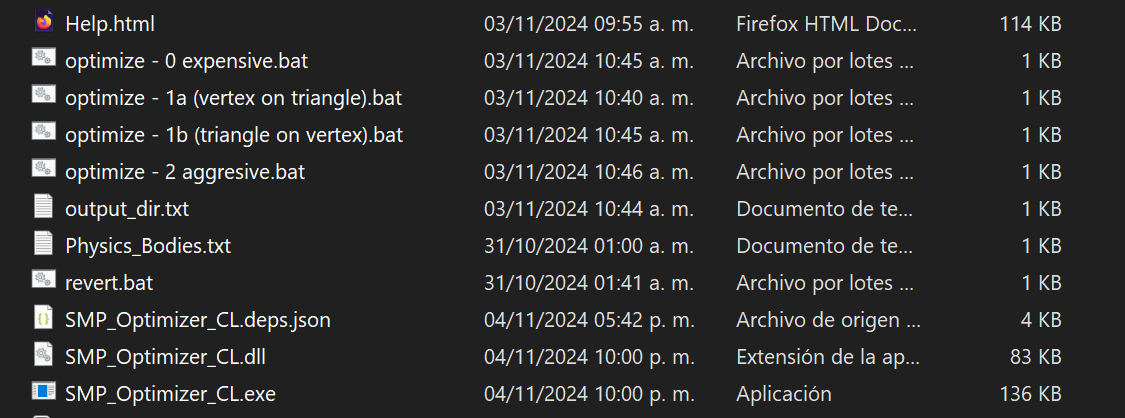 Help.html 03/11/2024 09:55 a. m. Firefox HTML Doc... 114 KB
optimize - 0 expensive.bat 03/11/2024 10:45 a. m. Archivo por lotes ... 1 KB
optimize - 1a (vertex on triangle).bat 03/11/2024 10:40 a. m. Archivo por lotes ... 1 KB
optimize - 1b (triangle on vertex).bat 03/11/2024 10:45 a. m. Archivo por lotes ... 1 KB
optimize - 2 aggresive.bat 03/11/2024 10:46 a. m. Archivo por lotes ... 1 KB
output_dir.txt 03/11/2024 10:44 a. m. Documento de te... 1 KB
Physics_Bodies.txt 31/10/2024 01:00 a. m. Documento de te... 1 KB
revert.bat 31/10/2024 01:41 a. m. Archivo por lotes ... 1 KB
SMP_Optimizer_CL.deps.json 04/11/2024 05:42 p. m. Archivo de origen ... 4 KB
SMP_Optimizer_CL.dll 04/11/2024 10:00 p. m. Extensión de la ap... 83 KB
SMP_Optimizer_CL.exe 04/11/2024 10:00 p. m. Aplicación 136 KB